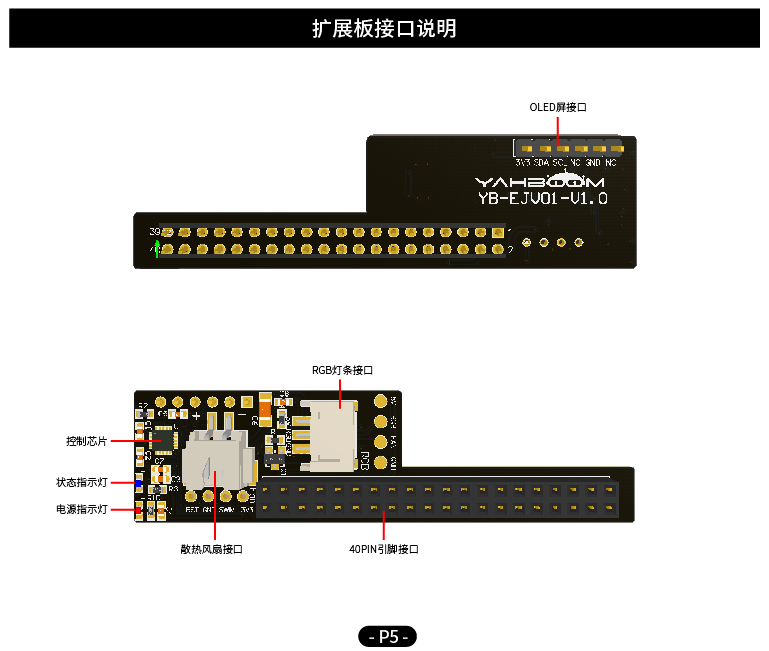 扩展板接口说明
OLED屏接口
3V3 SDA SCL NC GND NC
YAHBOOM
YB-EJV01-V1.0
39
1
40
2
RGB灯条接口
控制芯片
状态指示灯
电源指示灯
C7
RGB
GND SWM 3V3
散热风扇接口
40PIN引脚接口
- P5 -